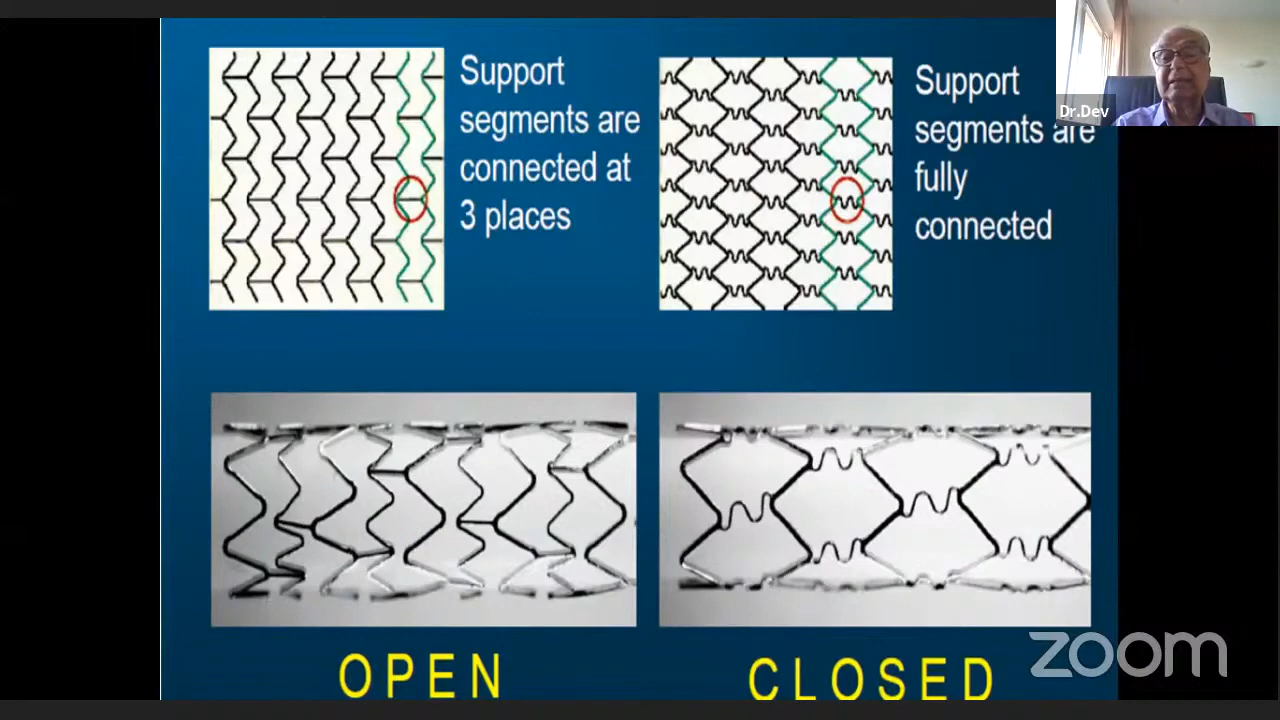 Support
segments are
connected at
3 places
Support
segments are
fully
connected
Dr.Dev
OPEN
CLOSED
zoom